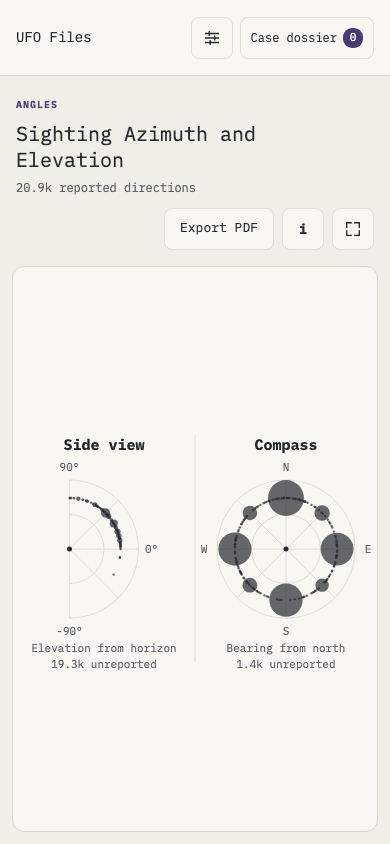 UFO Files
Case dossier 0
ANGLES
Sighting Azimuth and
Elevation
20.9k reported directions
Export PDF
i
Side view
90°
0°
-90°
Elevation from horizon
19.3k unreported
Compass
N
W
E
S
Bearing from north
1.4k unreported